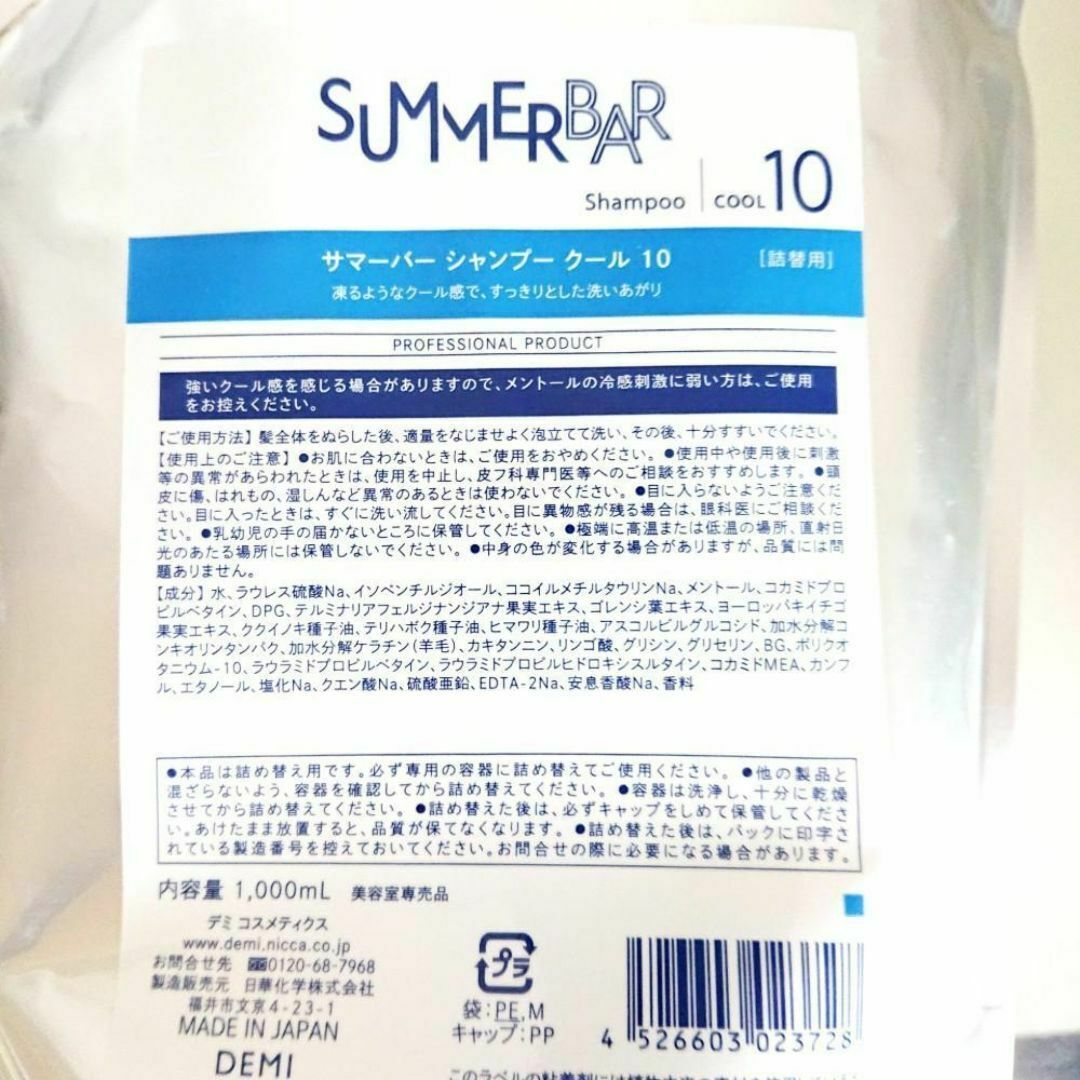 SUMMERBAR
Shampoo COOL 10
サマーバー シャンプー クール 10 [詰替用]
凍るようなクール感で、すっきりとした洗いあがり
PROFESSIONAL PRODUCT
強いクール感を感じる場合がありますので、メントールの冷感刺激に弱い方は、ご使用
をお控えください。
【ご使用方法】髪全体をぬらした後、適量をなじませよく泡立てて洗い、その後、十分すすいでください。
【使用上のご注意】●お肌に合わないときは、ご使用をおやめください。●使用中や使用後に刺激
等の異常があらわれたときは、使用を中止し、皮フ科専門医等へのご相談をおすすめします。●頭
皮に傷、はれもの、湿しんなど異常のあるときは使わないでください。●目に入らないようご注意くだ
さい。目に入ったときは、すぐに洗い流してください。目に異物感が残る場合は、眼科医にご相談くだ
さい。●乳幼児の手の届かないところに保管してください。●極端に高温または低温の場所、直射日
光のあたる場所には保管しないでください。●中身の色が変化する場合がありますが、品質には問
題ありません。
【成分】水、ラウレス硫酸Na、イソペンチルジオール、ココイルメチルタウリンNa、メントール、コカミドプロ
ピルベタイン、DPG、テルミナリアフェルジナンジアナ果実エキス、ゴレンシ葉エキス、ヨーロッパキイチゴ
果実エキス、ククイノキ種子油、テリハボク種子油、ヒマワリ種子油、アスコルビルグルコシド、加水分解コ
ンキオリンタンパク、加水分解ケラチン(羊毛)、カキタンニン、リンゴ酸、グリシン、グリセリン、BG、ポリクオ
タニウム-10、ラウラミドプロピルベタイン、ラウラミドプロピルヒドロキシスルタイン、コカミドMEA、カンフ
ル、エタノール、塩化Na、クエン酸Na、硫酸亜鉛、EDTA-2Na、安息香酸Na、香料
●本品は詰め替え用です。必ず専用の容器に詰め替えてご使用ください。●他の製品と
混ざらないよう、容器を確認してから詰め替えてください。●容器は洗浄し、十分に乾燥
させてから詰め替えてください。●詰め替えた後は、必ずキャップをしめて保管してくださ
い。あけたまま放置すると、品質が保てなくなります。●詰め替えた後は、パックに印字さ
れている製造番号を控えておいてください。お問合せの際に必要になる場合があります。
内容量 1,000mL 美容室専売品
デミ コスメティクス
www.demi.nicca.co.jp
お問合せ先 0120-68-7968
製造販売元 日華化学株式会社
福井市文京4-23-1
MADE IN JAPAN
DEMI
プラ
袋:PE,M
キャップ:PP
4 526603 023728